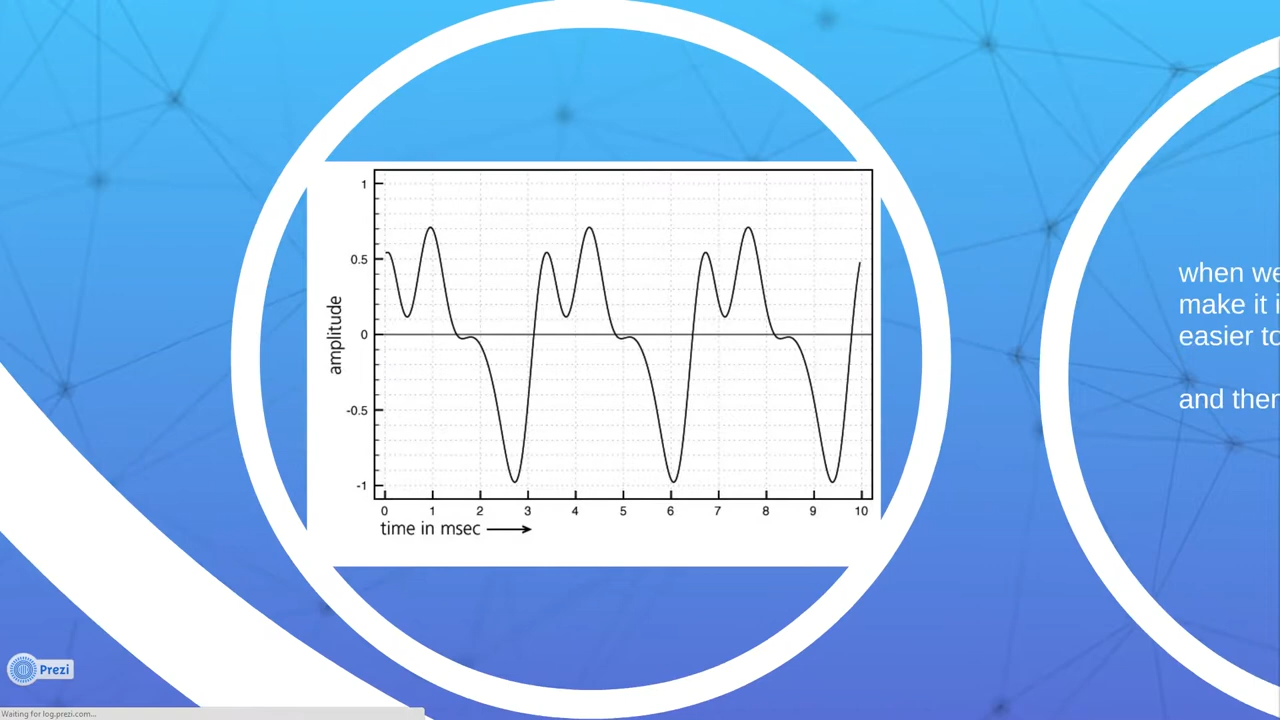 1
0.5
0
-0.5
-1
amplitude
0 1 2 3 4 5 6 7 8 9 10
time in msec
when we
make it i
easier to
and then
Prezi
Waiting for log.prezi.com...